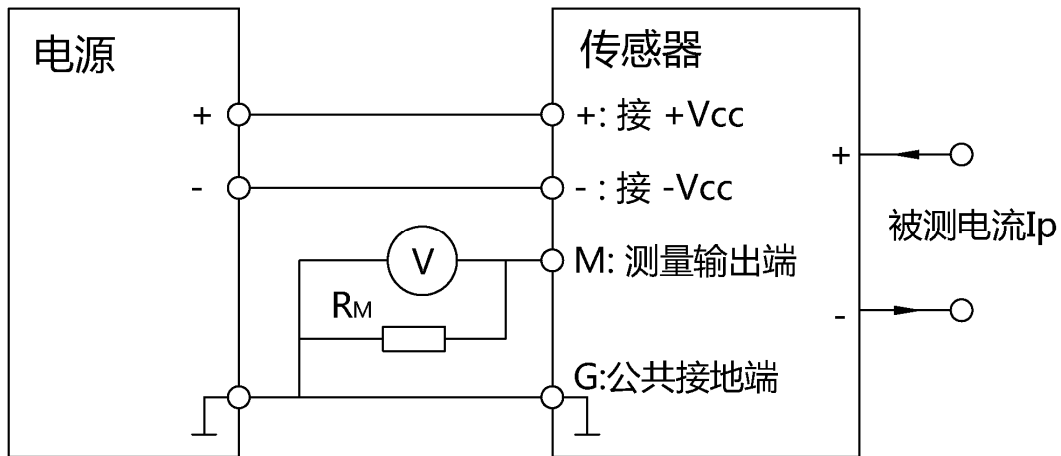 电源
传感器
+
+: 接 +Vcc
-
- : 接 -Vcc
+
被测电流Ip
-
V
M: 测量输出端
RM
G:公共接地端